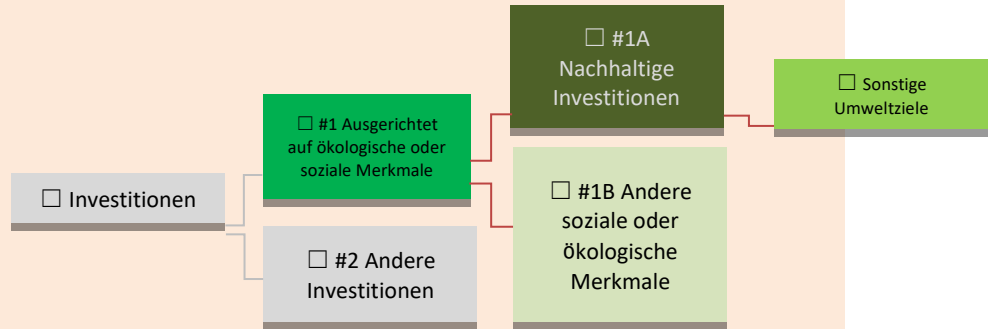 ☐ Investitionen
☐ #1 Ausgerichtet
auf ökologische oder
soziale Merkmale
☐ #2 Andere
Investitionen
☐ #1A
Nachhaltige
Investitionen
☐ #1B Andere
soziale oder
ökologische
Merkmale
☐ Sonstige
Umweltziele